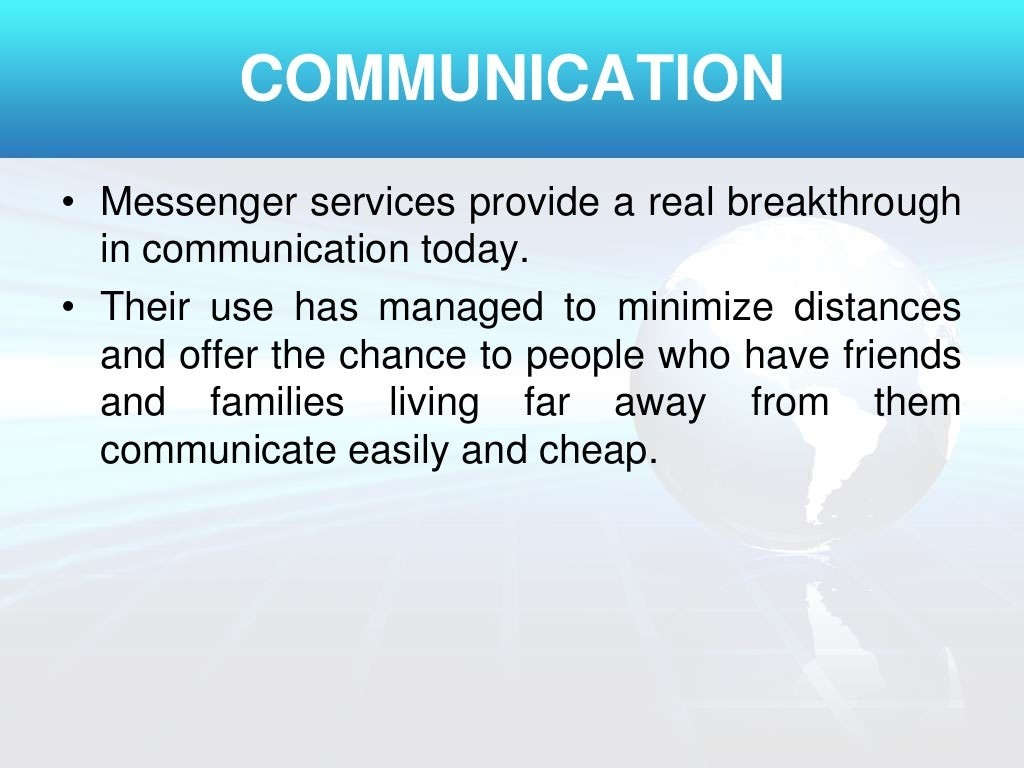 COMMUNICATION
• Messenger services provide a real breakthrough
in communication today.
• Their use has managed to minimize distances
and offer the chance to people who have friends
and families living far away from them
communicate easily and cheap.